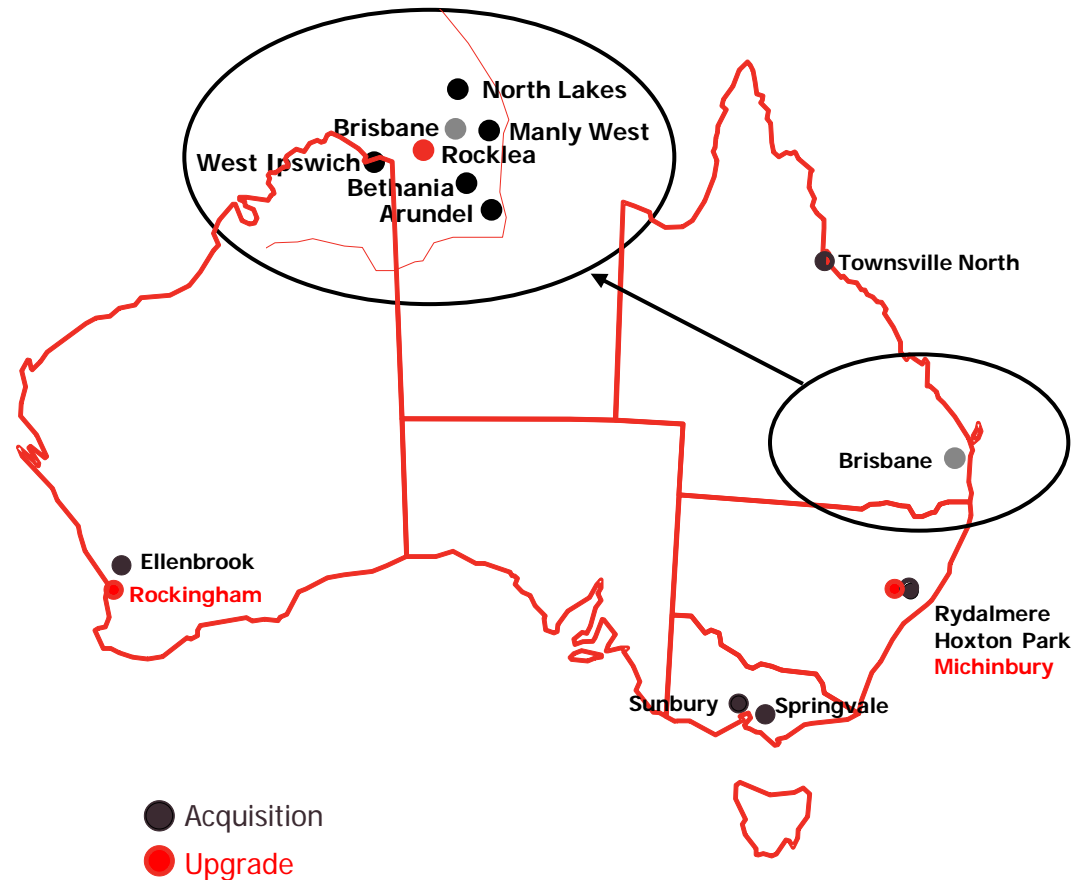 North Lakes
Brisbane
Manly West
Rocklea
West Ipswich
Bethania
Arundel
Townsville North
Brisbane
Ellenbrook
Rockingham
Rydalmere
Hoxton Park
Michinbury
Sunbury
Springvale
Acquisition
Upgrade